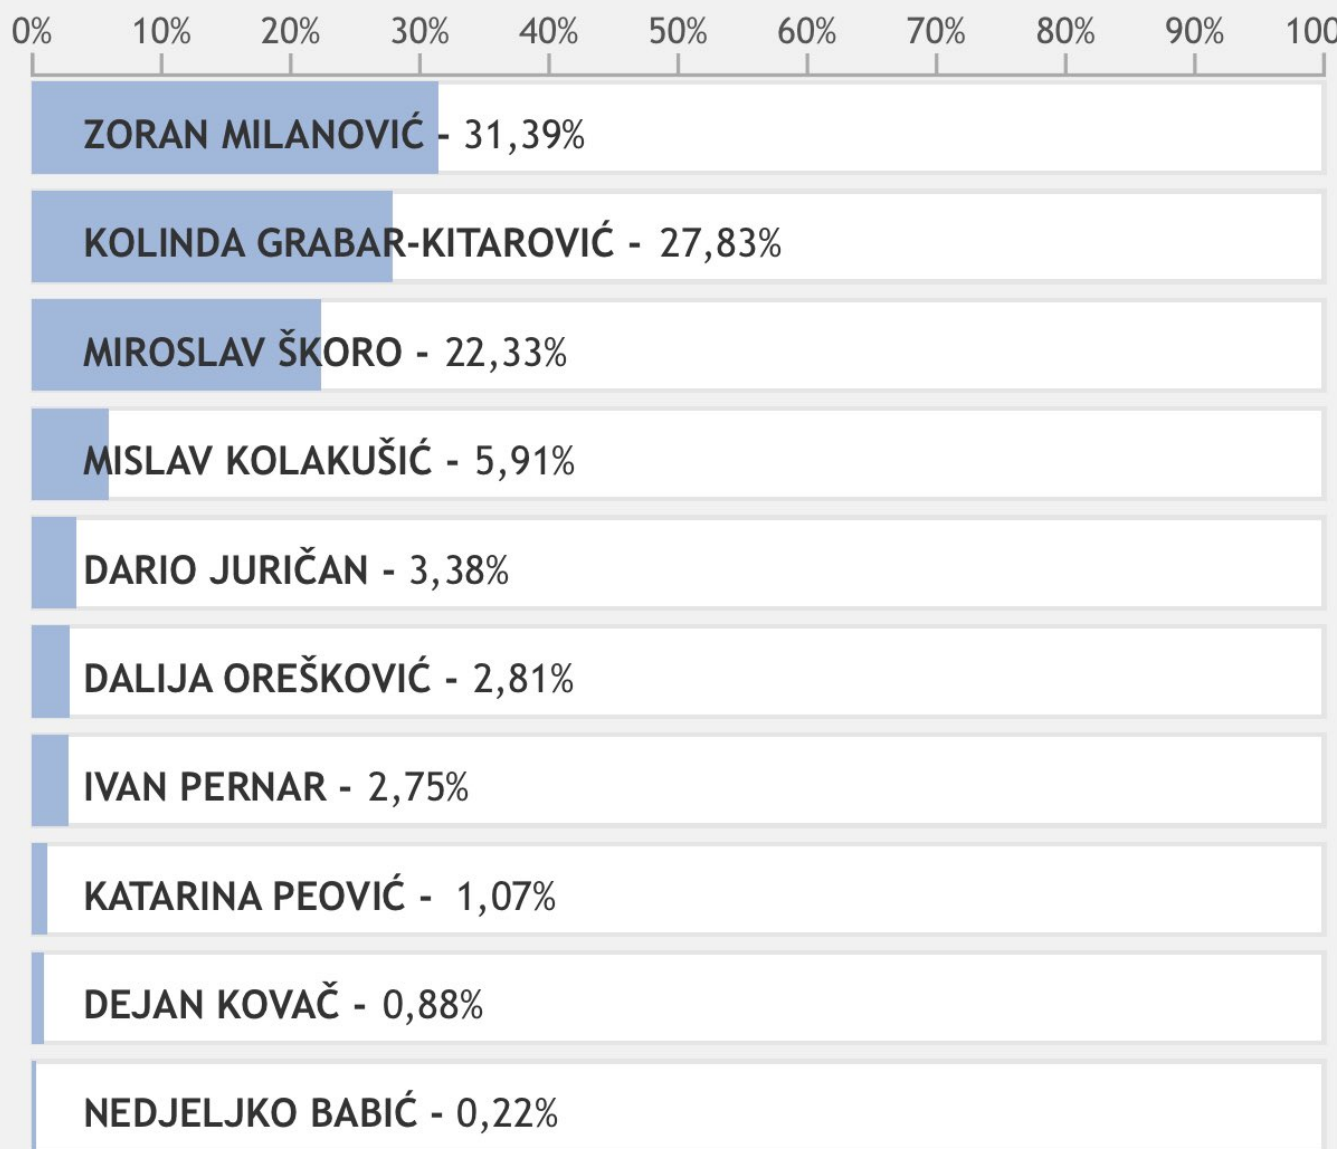 0% 10% 20% 30% 40% 50% 60% 70% 80% 90% 100
ZORAN MILANOVIĆ - 31,39%
KOLINDA GRABAR-KITAROVIĆ - 27,83%
MIROSLAV ŠKORO - 22,33%
MISLAV KOLAKUŠIĆ - 5,91%
DARIO JURIČAN - 3,38%
DALIJA OREŠKOVIĆ - 2,81%
IVAN PERNAR - 2,75%
KATARINA PEOVIĆ - 1,07%
DEJAN KOVAČ - 0,88%
NEDJELJKO BABIĆ - 0,22%